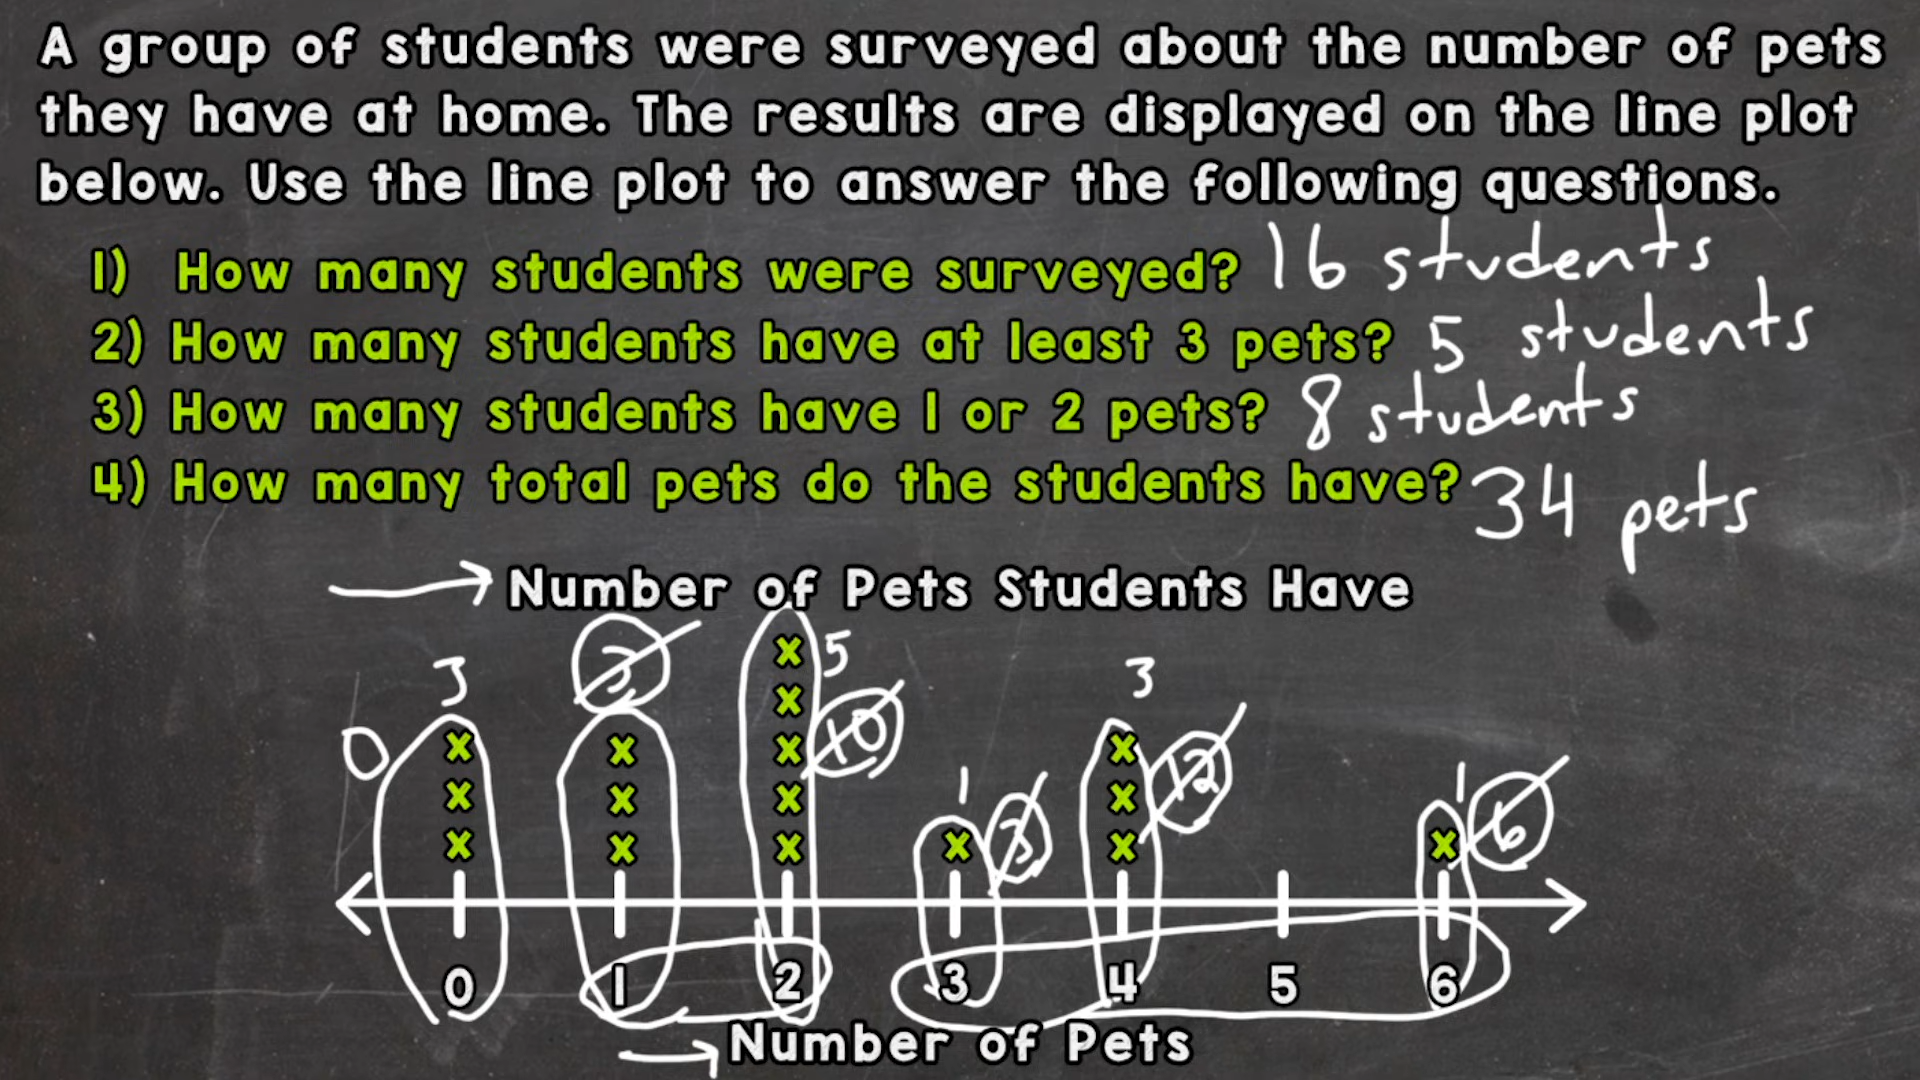 A group of students were surveyed about the number of pets
they have at home. The results are displayed on the line plot
below. Use the line plot to answer the following questions.
1) How many students were surveyed? 16 students
2) How many students have at least 3 pets? 5 students
3) How many students have 1 or 2 pets? 8 students
4) How many total pets do the students have? 34 pets
Number of Pets Students Have
3 3 5 3
0 10 1 3 12 1 6
x x x x x x
x x x x
x x x x
x
x
0 1 2 3 4 5 6
Number of Pets